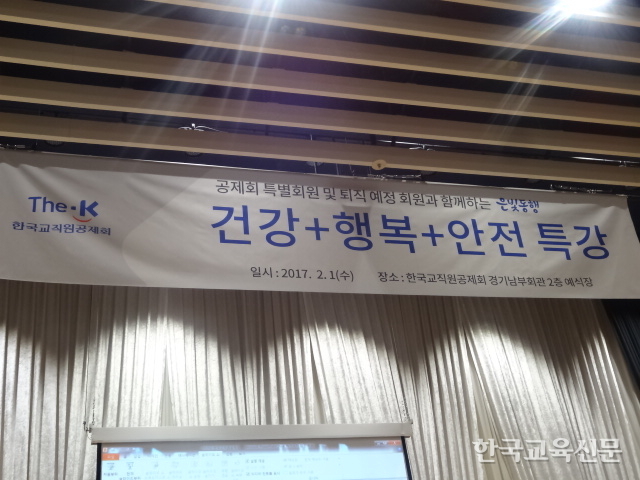 공제회 특별회원 및 퇴직 예정 회원과 함께하는 은빛동행
The·K
한국교직원공제회
건강+행복+안전 특강
일시 : 2017. 2. 1(수) 장소 : 한국교직원공제회 경기남부회관 2층 예식장
한국교육신문